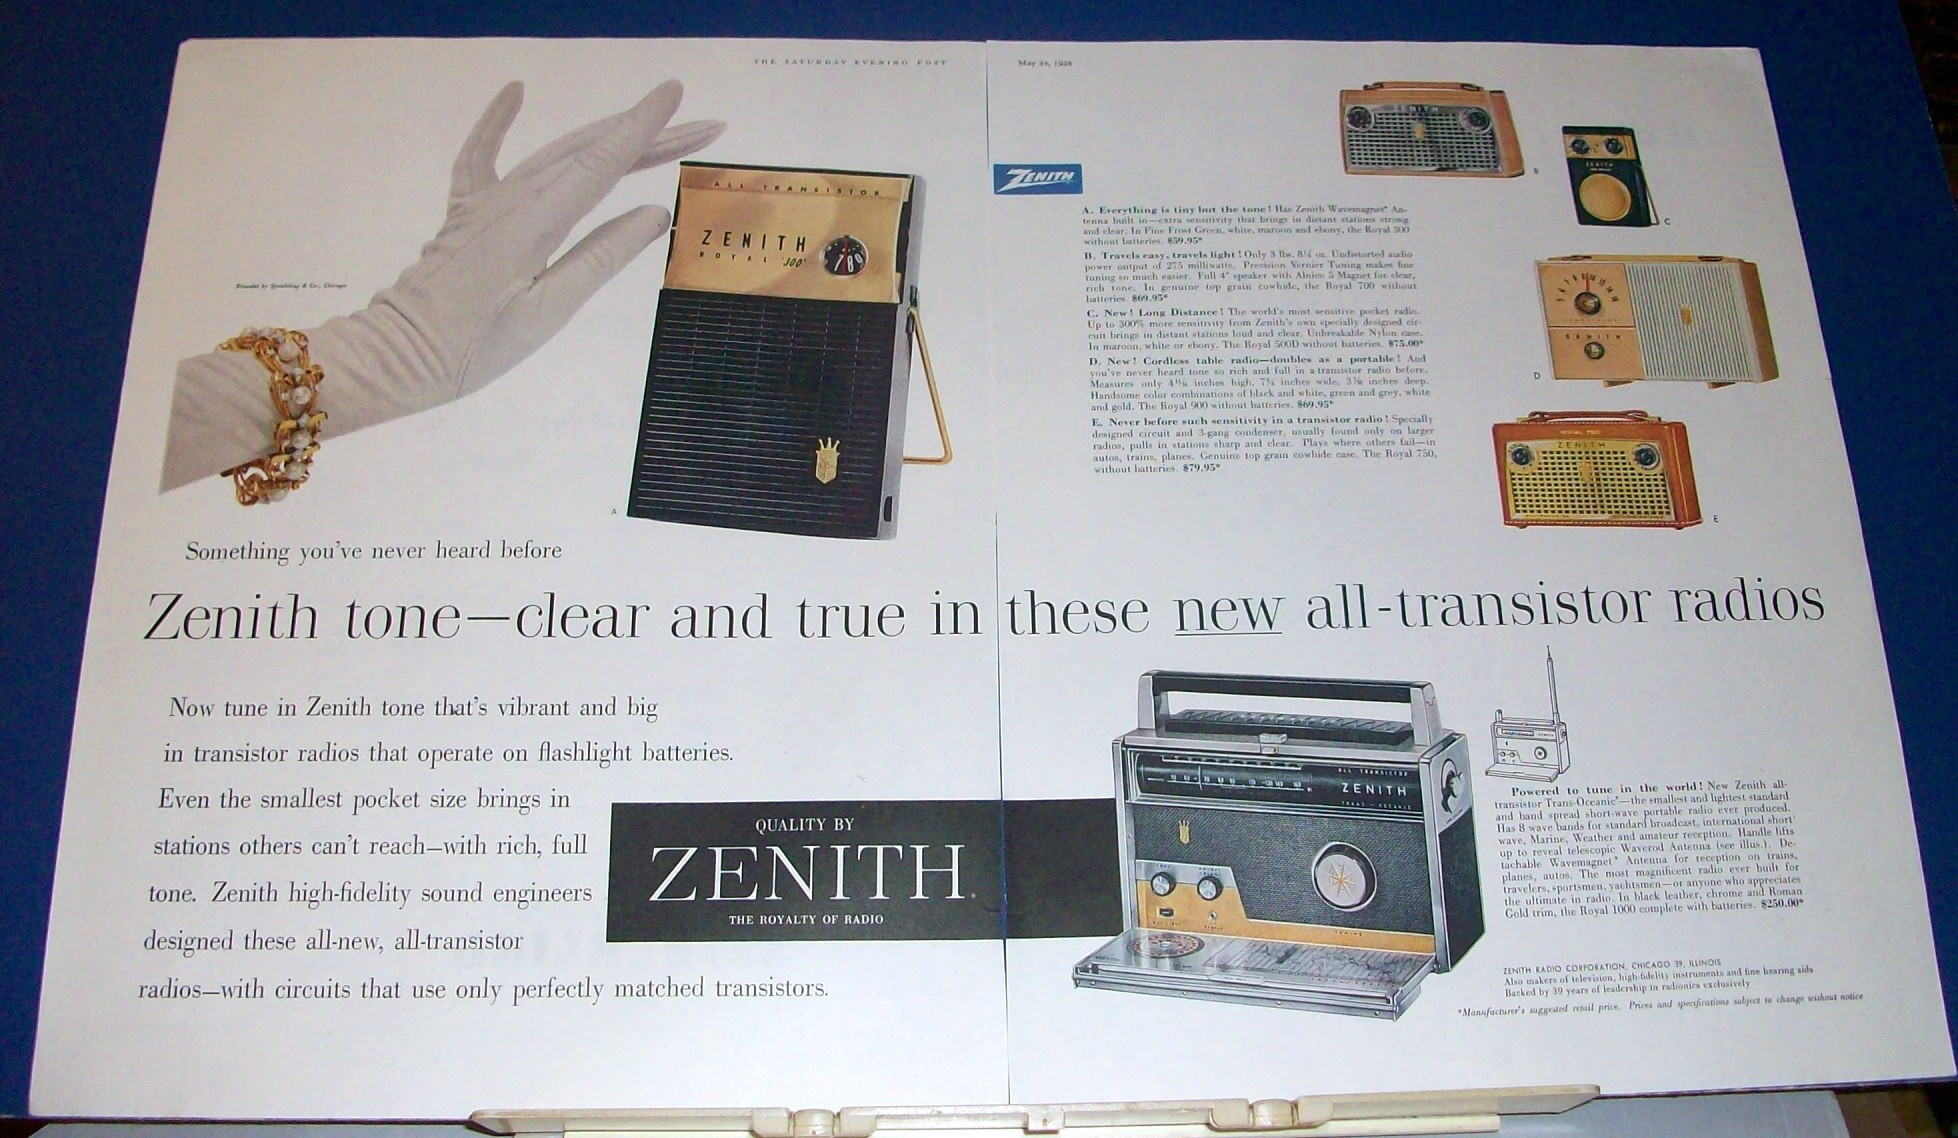 THE SATURDAY EVENING POST
ALL TRANSISTOR
ZENITH
ROYAL '300'
789
A
Something you've never heard before
Zenith tone—clear and true in these new all-transistor radios
Now tune in Zenith tone that's vibrant and big
in transistor radios that operate on flashlight batteries.
Even the smallest pocket size brings in
stations others can't reach—with rich, full
tone. Zenith high-fidelity sound engineers
designed these all-new, all-transistor
radios—with circuits that use only perfectly matched transistors.
QUALITY BY
ZENITH.
THE ROYALTY OF RADIO
ZENITH
A. Everything is tiny but the tone! Has Zenith Wavemagnet* An-
tenna built in—extra sensitivity that brings in distant stations strong
and clear. In Pine Frost Green, white, maroon and ebony, the Royal 300
without batteries. $59.95*
B. Travels easy, travels light! Only 3 lbs. 8¼ oz. Undistorted audio
power output of 275 milliwatts. Precision Vernier Tuning makes fine
tuning so much easier. Full 4" speaker with Alnico 5 Magnet for clear,
rich tone. In genuine top grain cowhide, the Royal 700 without
batteries. $69.95*
C. New! Long Distance! The world's most sensitive pocket radio.
Up to 300% more sensitivity from Zenith's own specially designed cir-
cuit brings in distant stations loud and clear. Unbreakable Nylon case.
In maroon, white or ebony. The Royal 500D without batteries. $75.00*
D. New! Cordless table radio—doubles as a portable! And
you've never heard tone so rich and full in a transistor radio before.
Measures only inches high, inches wide, inches deep.
Handsome color combinations of black and white, green and grey, white
and gold. The Royal 900 without batteries. $69.95*
E. Never before such sensitivity in a transistor radio! Specially
designed circuit and 3-gang condenser, usually found only on larger
radios, pulls in stations sharp and clear. Plays where others fail—in
autos, trains, planes. Genuine top grain cowhide case. The Royal 750,
without batteries. $79.95*
ZENITH
B
ZENITH
C
ZENITH
D
ROYAL 750
ZENITH
E
ALL TRANSISTOR
ZENITH
TRANS-OCEANIC
Powered to tune in the world! New Zenith all-
transistor Trans-Oceanic*—the smallest and lightest standard
and band spread short-wave portable radio ever produced.
Has 8 wave bands for standard broadcast, international short
wave, Marine, Weather and amateur reception. Handle lifts
up to reveal telescopic Waverod Antenna (see illus.). De-
tachable Wavemagnet* Antenna for reception on trains,
planes, autos. The most magnificent radio ever built for
travelers, sportsmen, yachtsmen—or anyone who appreciates
the ultimate in radio. In black leather, chrome and Roman
Gold trim, the Royal 1000 complete with batteries. $250.00*
ZENITH RADIO CORPORATION, CHICAGO 39, ILLINOIS
Also makers of television, high-fidelity instruments and fine hearing aids
Backed by 39 years of leadership in radionics exclusively
*Manufacturer's suggested retail price. Prices and specifications subject to change without notice